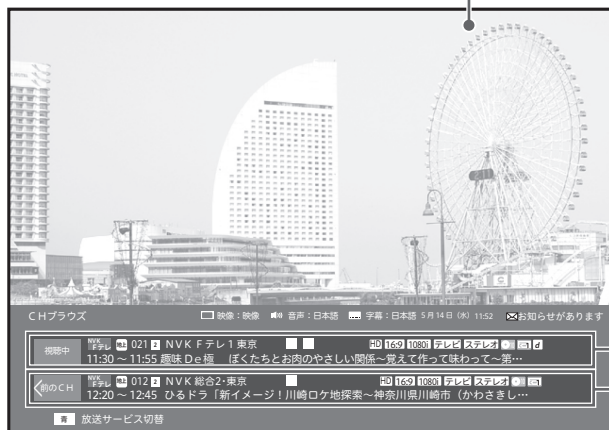 CHブラウズ 映像:映像 音声:日本語 字幕:日本語 5月14日(水) 11:52 お知らせがあります
視聴中 NVK Fテレ 地上 021 2 NVK Fテレ1東京 HD 16:9 1080i テレビ ステレオ 1 d
11:30 ~ 11:55 趣味 De 極 ぼくたちとお肉のやさしい関係~覚えて作って味わって~第…
前のCH NVK Fテレ 地上 012 2 NVK 総合2・東京 HD 16:9 1080i テレビ ステレオ 1
12:20 ~ 12:45 ひるドラ「新イメージ!川崎ロケ地探索~神奈川県川崎市(かわさきし…
青 放送サービス切替